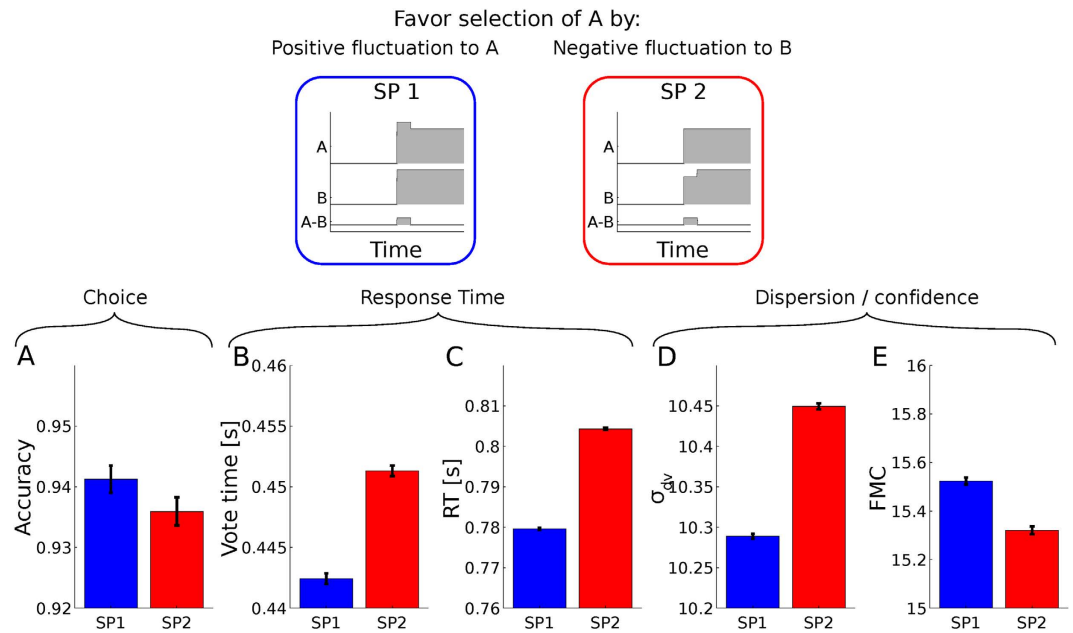 Favor selection of A by:
Positive fluctuation to A
Negative fluctuation to B
SP 1
A
B
A-B
Time
SP 2
A
B
A-B
Time
Choice
Response Time
Dispersion / confidence
A
Accuracy
0.95
0.94
0.93
0.92
SP1 SP2
B
Vote time [s]
0.46
0.455
0.45
0.445
0.44
SP1 SP2
C
RT [s]
0.81
0.8
0.79
0.78
0.77
0.76
SP1 SP2
D
σdv
10.45
10.4
10.35
10.3
10.25
10.2
SP1 SP2
E
FMC
16
15.8
15.6
15.4
15.2
15
SP1 SP2